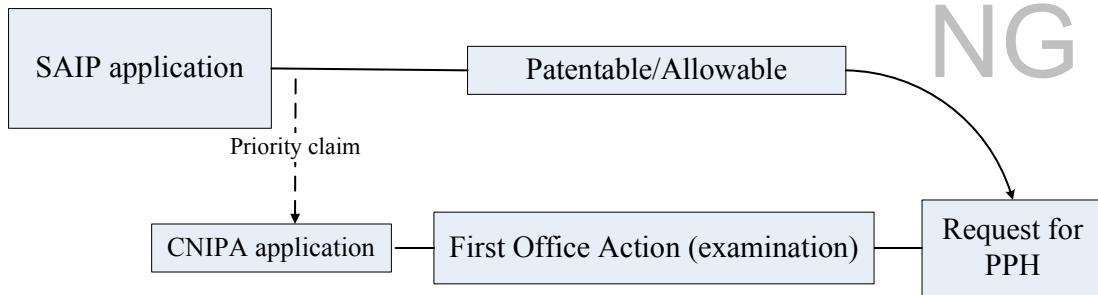 NG
SAIP application
Patentable/Allowable
Priority claim
CNIPA application
First Office Action (examination)
Request for
PPH